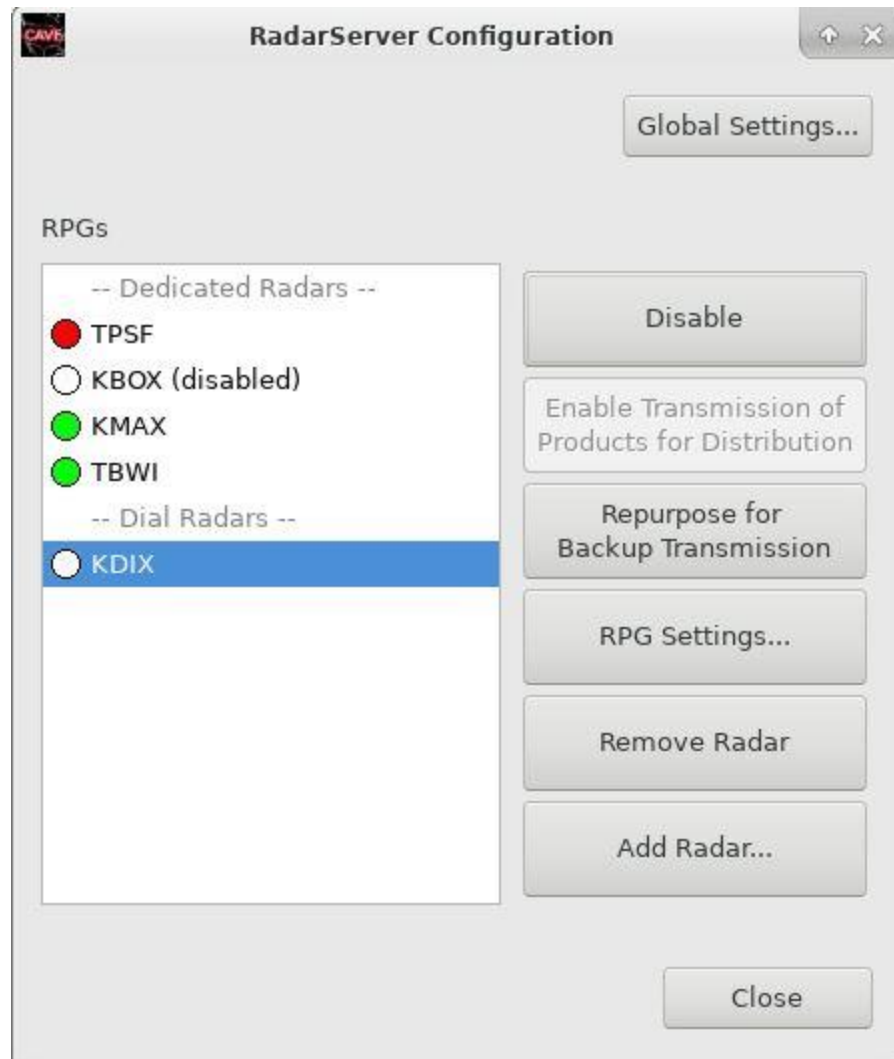 CAVE
RadarServer Configuration
Global Settings...
RPGs
-- Dedicated Radars --
TPSF
KBOX (disabled)
KMAX
TBWI
-- Dial Radars --
KDIX
Disable
Enable Transmission of
Products for Distribution
Repurpose for
Backup Transmission
RPG Settings...
Remove Radar
Add Radar...
Close